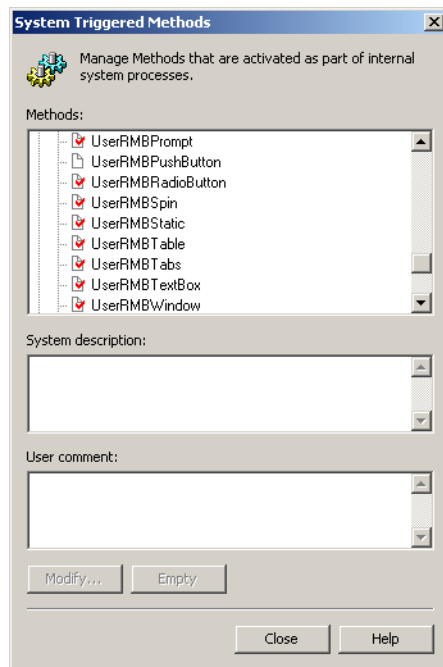 System Triggered Methods
Manage Methods that are activated as part of internal
system processes.
Methods:
UserRMBPrompt
UserRMBPushButton
UserRMBRadioButton
UserRMBSpin
UserRMBStatic
UserRMBTable
UserRMBTabs
UserRMBTextBox
UserRMBWindow
System description:
User comment:
Modify... Empty
Close Help